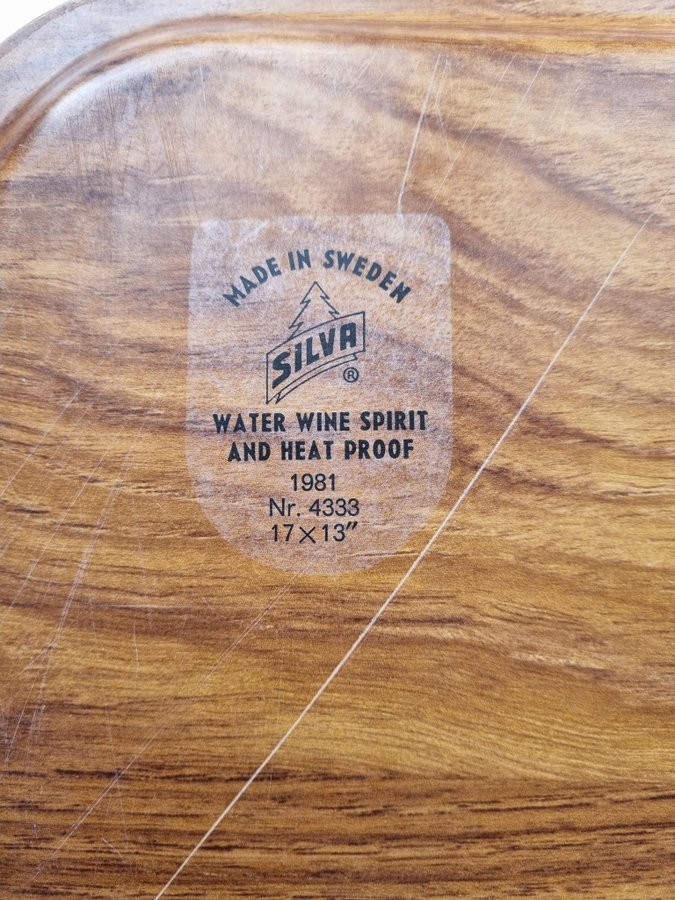 MADE IN SWEDEN
SiLVA
®
WATER WINE SPIRIT
AND HEAT PROOF
1981
Nr. 4333
17×13"